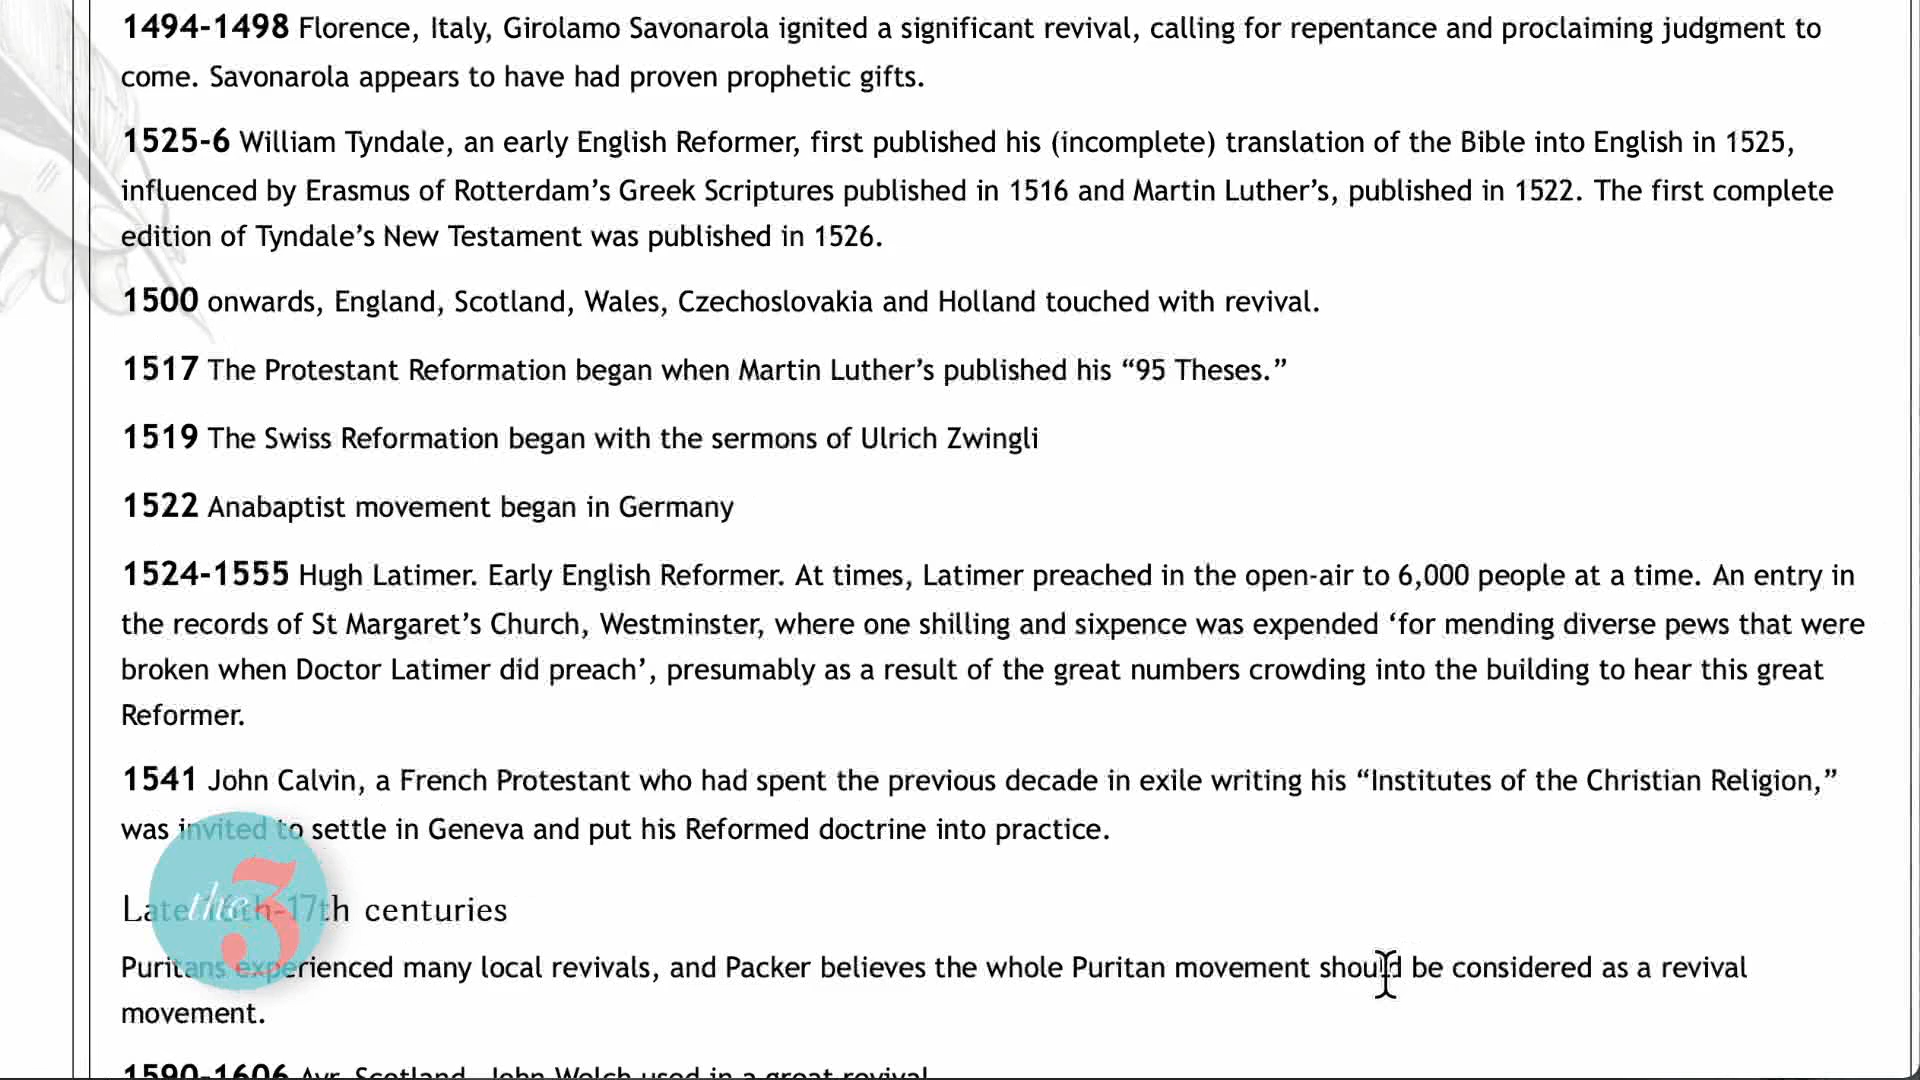 1494-1498 Florence, Italy, Girolamo Savonarola ignited a significant revival, calling for repentance and proclaiming judgment to
come. Savonarola appears to have had proven prophetic gifts.
1525-6 William Tyndale, an early English Reformer, first published his (incomplete) translation of the Bible into English in 1525,
influenced by Erasmus of Rotterdam’s Greek Scriptures published in 1516 and Martin Luther’s, published in 1522. The first complete
edition of Tyndale’s New Testament was published in 1526.
1500 onwards, England, Scotland, Wales, Czechoslovakia and Holland touched with revival.
1517 The Protestant Reformation began when Martin Luther’s published his “95 Theses.”
1519 The Swiss Reformation began with the sermons of Ulrich Zwingli
1522 Anabaptist movement began in Germany
1524-1555 Hugh Latimer. Early English Reformer. At times, Latimer preached in the open-air to 6,000 people at a time. An entry in
the records of St Margaret’s Church, Westminster, where one shilling and sixpence was expended ‘for mending diverse pews that were
broken when Doctor Latimer did preach’, presumably as a result of the great numbers crowding into the building to hear this great
Reformer.
1541 John Calvin, a French Protestant who had spent the previous decade in exile writing his “Institutes of the Christian Religion,”
was invited to settle in Geneva and put his Reformed doctrine into practice.
the 3
Late 16th-17th centuries
Puritans experienced many local revivals, and Packer believes the whole Puritan movement should be considered as a revival
movement.
1590-1606 Ayr, Scotland, John Welch used in a great revival